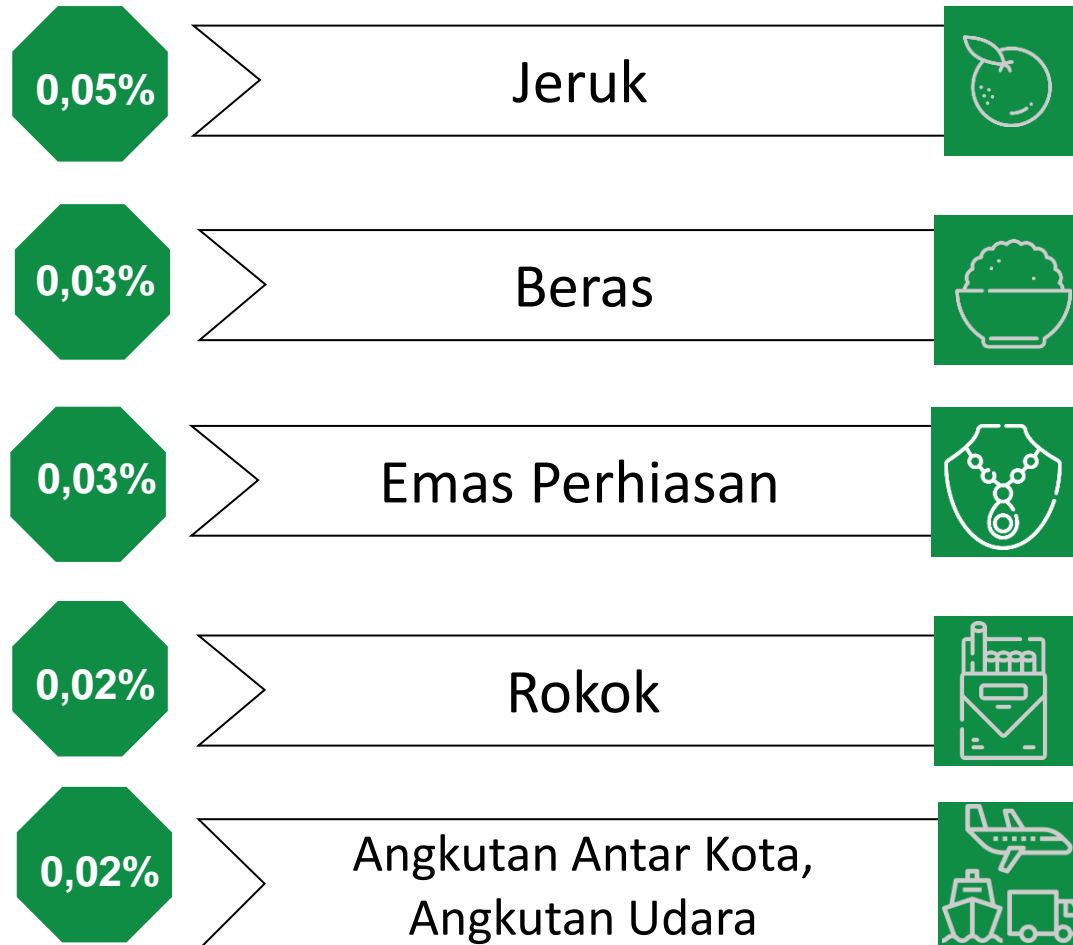 0,05% Jeruk
0,03% Beras
0,03% Emas Perhiasan
0,02% Rokok
0,02% Angkutan Antar Kota,
Angkutan Udara